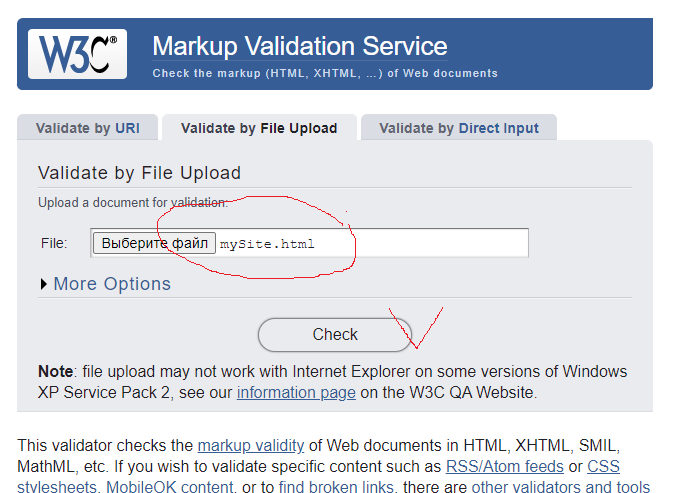 W3C®
Markup Validation Service
Check the markup (HTML, XHTML, …) of Web documents
Validate by URI
Validate by File Upload
Validate by Direct Input
Validate by File Upload
Upload a document for validation:
File: Выберите файл mySite.html
More Options
Check
Note: file upload may not work with Internet Explorer on some versions of Windows
XP Service Pack 2, see our information page on the W3C QA Website.
This validator checks the markup validity of Web documents in HTML, XHTML, SMIL,
MathML, etc. If you wish to validate specific content such as RSS/Atom feeds or CSS
stylesheets, MobileOK content, or to find broken links, there are other validators and tools